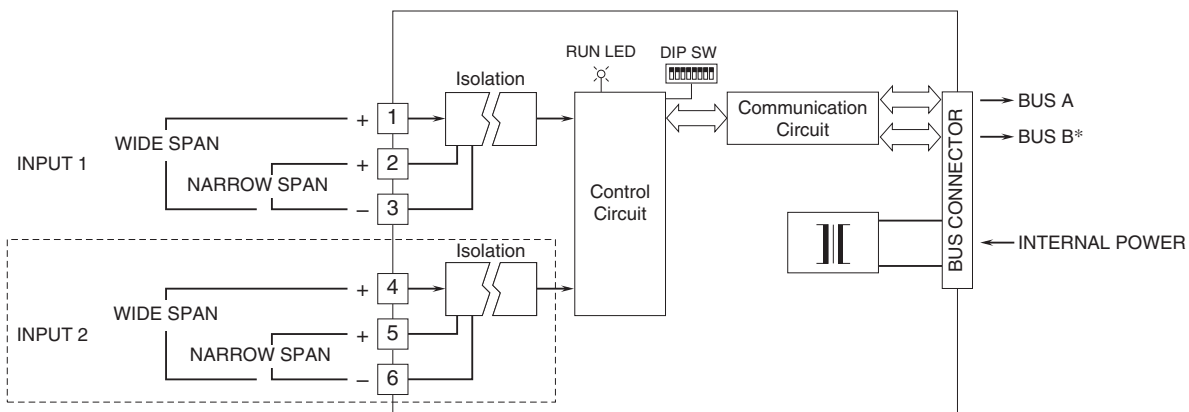 RUN LED
DIP SW
Isolation
+ 1
WIDE SPAN
INPUT 1
+ 2
NARROW SPAN
– 3
Control
Circuit
Communication
Circuit
BUS CONNECTOR
BUS A
BUS B*
INTERNAL POWER
Isolation
+ 4
WIDE SPAN
INPUT 2
+ 5
NARROW SPAN
– 6